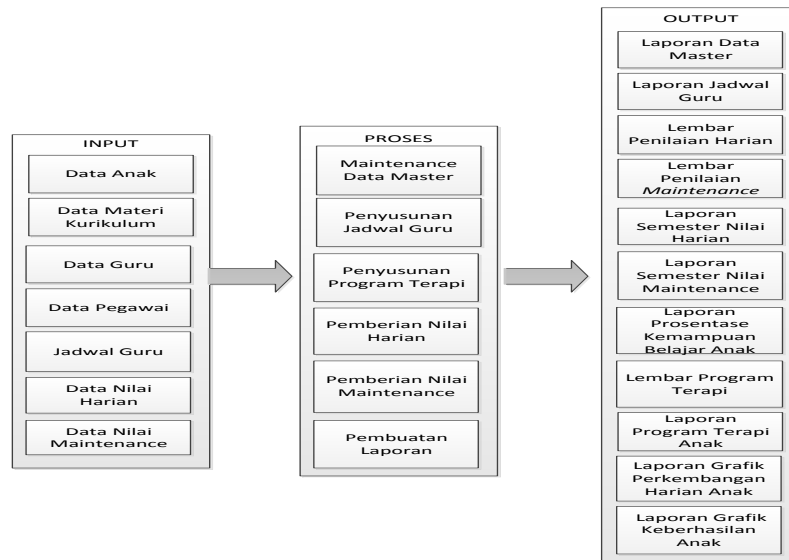 INPUT
Data Anak
Data Materi
Kurikulum
Data Guru
Data Pegawai
Jadwal Guru
Data Nilai
Harian
Data Nilai
Maintenance
PROSES
Maintenance
Data Master
Penyusunan
Jadwal Guru
Penyusunan
Program Terapi
Pemberian Nilai
Harian
Pemberian Nilai
Maintenance
Pembuatan
Laporan
OUTPUT
Laporan Data
Master
Laporan Jadwal
Guru
Lembar
Penilaian Harian
Lembar
Penilaian
Maintenance
Laporan
Semester Nilai
Harian
Laporan
Semester Nilai
Maintenance
Laporan
Prosentase
Kemampuan
Belajar Anak
Lembar Program
Terapi
Laporan
Program Terapi
Anak
Laporan Grafik
Perkembangan
Harian Anak
Laporan Grafik
Keberhasilan
Anak